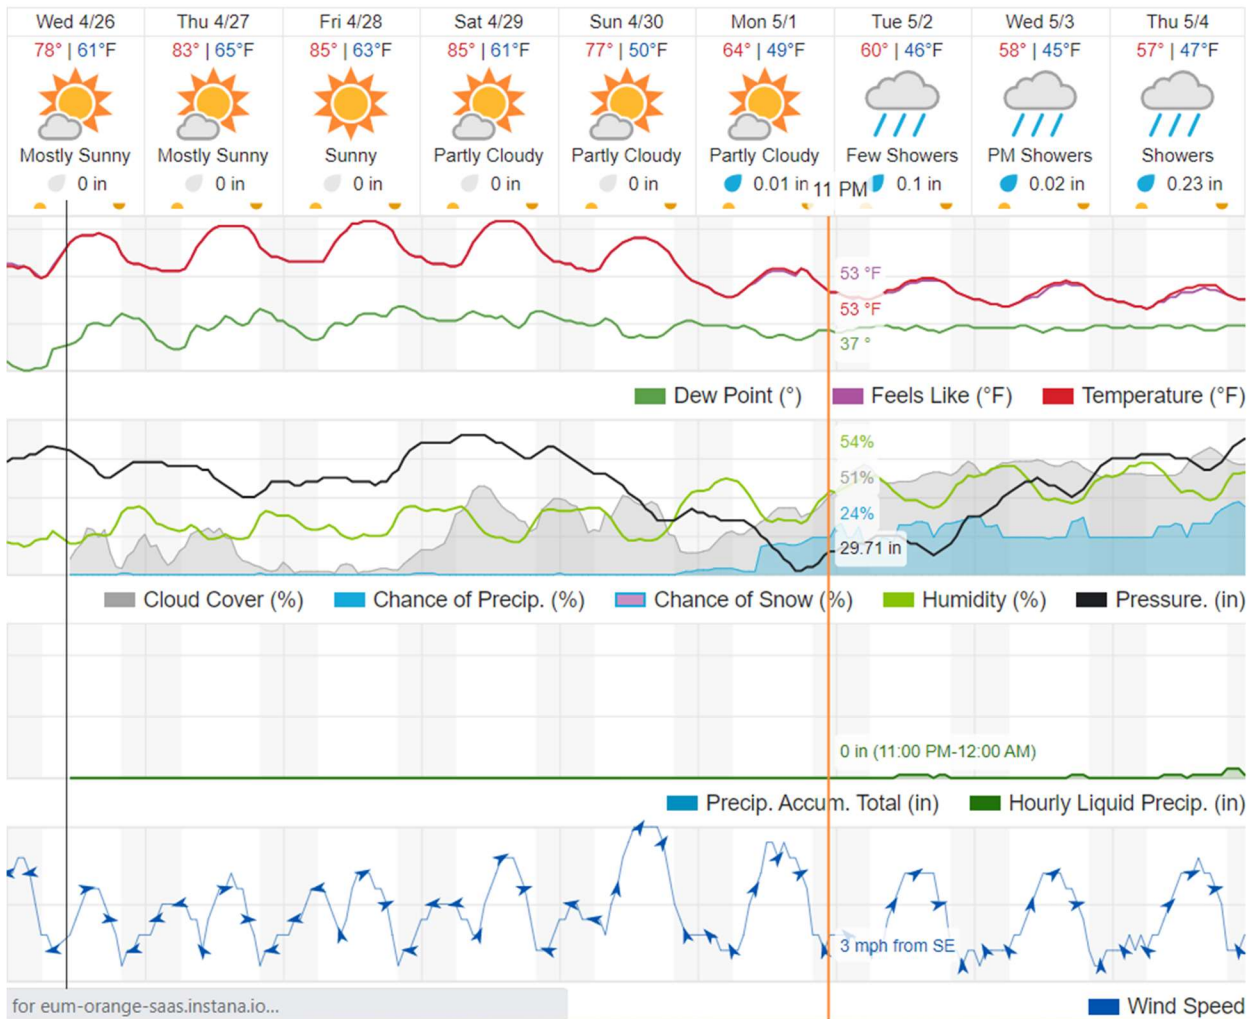 Wed 4/26 Thu 4/27 Fri 4/28 Sat 4/29 Sun 4/30 Mon 5/1 Tue 5/2 Wed 5/3 Thu 5/4
78° | 61°F 83° | 65°F 85° | 63°F 85° | 61°F 77° | 50°F 64° | 49°F 60° | 46°F 58° | 45°F 57° | 47°F
Mostly Sunny Mostly Sunny Sunny Partly Cloudy Partly Cloudy Partly Cloudy Few Showers PM Showers Showers
0 in 0 in 0 in 0 in 0 in 0.01 in 0.1 in 0.02 in 0.23 in
11 PM
53 °F
53 °F
37 °
Dew Point (°) Feels Like (°F) Temperature (°F)
54%
51%
24%
29.71 in
Cloud Cover (%) Chance of Precip. (%) Chance of Snow (%) Humidity (%) Pressure. (in)
0 in (11:00 PM-12:00 AM)
Precip. Accum. Total (in) Hourly Liquid Precip. (in)
3 mph from SE
for eum-orange-saas.instana.io...
Wind Speed